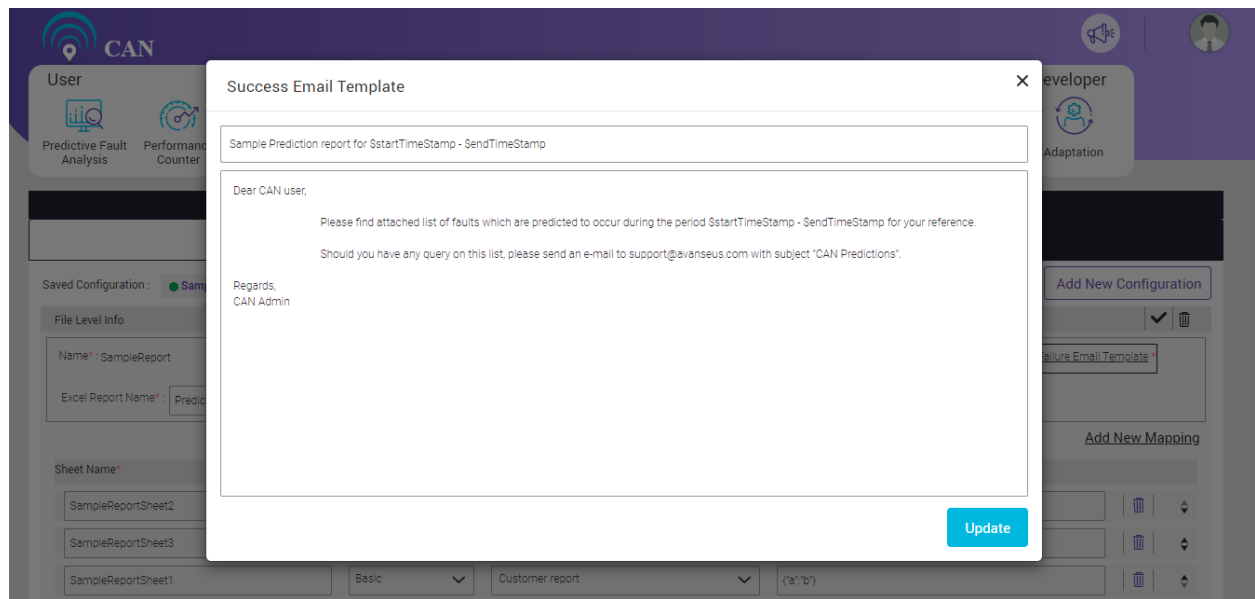 CAN
User
eveloper
Predictive Fault
Analysis
Performanc
Counter
Adaptation
Success Email Template
Sample Prediction report for $startTimeStamp - $endTimeStamp
Dear CAN user,
Please find attached list of faults which are predicted to occur during the period $startTimeStamp - $endTimeStamp for your reference.
Should you have any query on this list, please send an e-mail to support@avanseus.com with subject "CAN Predictions".
Regards,
CAN Admin
Update
Saved Configuration : Sam
Add New Configuration
File Level Info
Name* : SampleReport
ailure Email Template *
Excel Report Name* : Predic
Add New Mapping
Sheet Name*
SampleReportSheet2
SampleReportSheet3
SampleReportSheet1 Basic Customer report {"a":"b"}